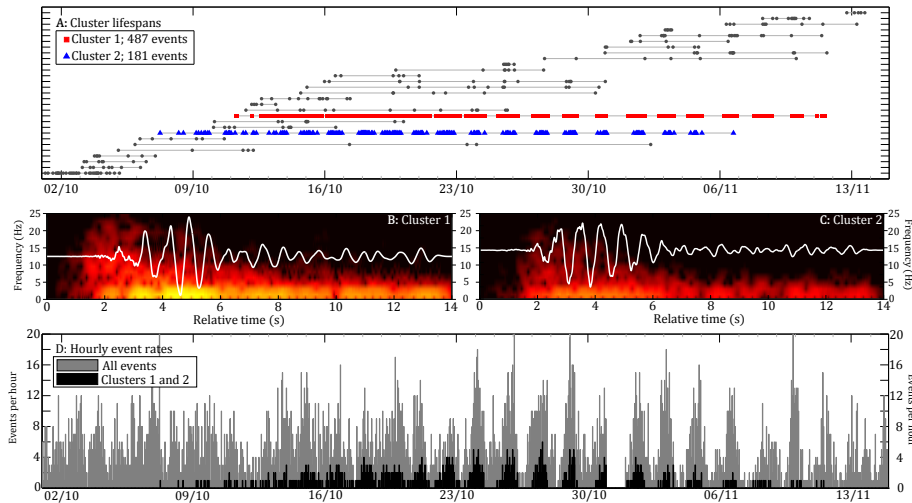 A: Cluster lifespans
Cluster 1; 487 events
Cluster 2; 181 events
02/10 09/10 16/10 23/10 30/10 06/11 13/11
B: Cluster 1
Frequency (Hz)
25
20
15
10
5
0
0 2 4 6 8 10 12 14
Relative time (s)
C: Cluster 2
0 2 4 6 8 10 12 14
Relative time (s)
25
20
15
10
5
0
Frequency (Hz)
D: Hourly event rates
All events
Clusters 1 and 2
Events per hour
20
16
12
8
4
0
20
16
12
8
4
0
Events per hour
02/10 09/10 16/10 23/10 30/10 06/11 13/11